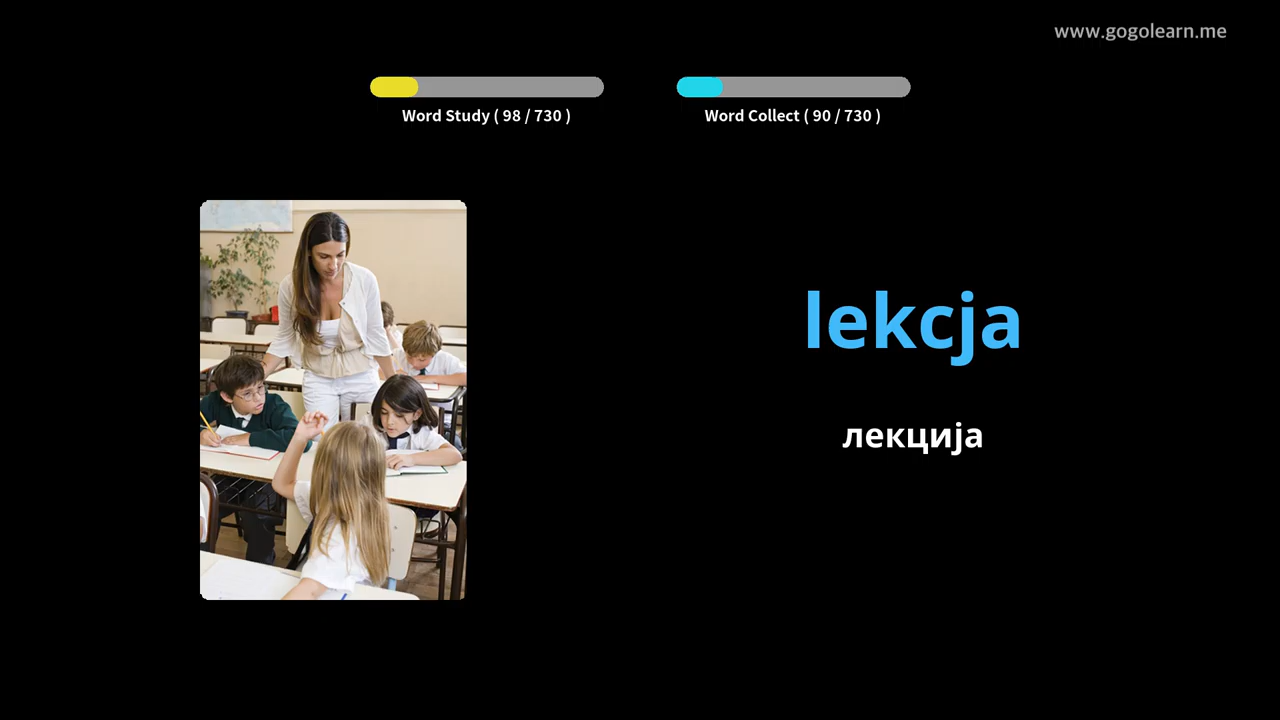 www.gogolearn.me
Word Study ( 98 / 730 )
Word Collect ( 90 / 730 )
lekcja
лекција